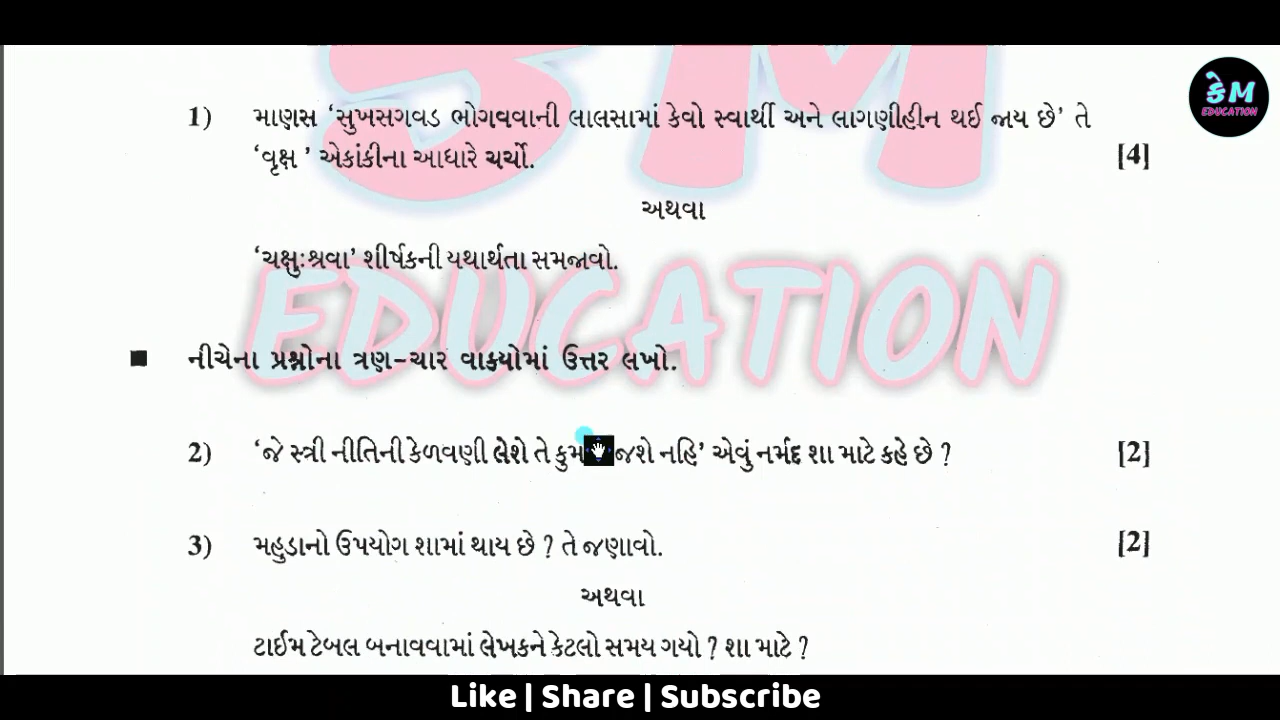 કેM
EDUCATION
1) માણસ ‘સુખસગવડ ભોગવવાની લાલસામાં કેવો સ્વાર્થી અને લાગણીહીન થઈ જાય છે’ તે
‘વૃક્ષ ’ એકાંકીના આધારે ચર્ચો. [4]
અથવા
‘ચક્ષુઃશ્રવા’ શીર્ષકની યથાર્થતા સમજાવો.
EDUCATION
■ નીચેના પ્રશ્નોના ત્રણ-ચાર વાક્યોમાં ઉત્તર લખો.
2) ‘જે સ્ત્રી નીતિની કેળવણી લેશે તે જશે નહિ’ એવું નર્મદ શા માટે કહે છે ? [2]
3) મહુડાનો ઉપયોગ શામાં થાય છે ? તે જણાવો. [2]
અથવા
ટાઈમ ટેબલ બનાવવામાં લેખકને કેટલો સમય ગયો ? શા માટે ?
Like | Share | Subscribe